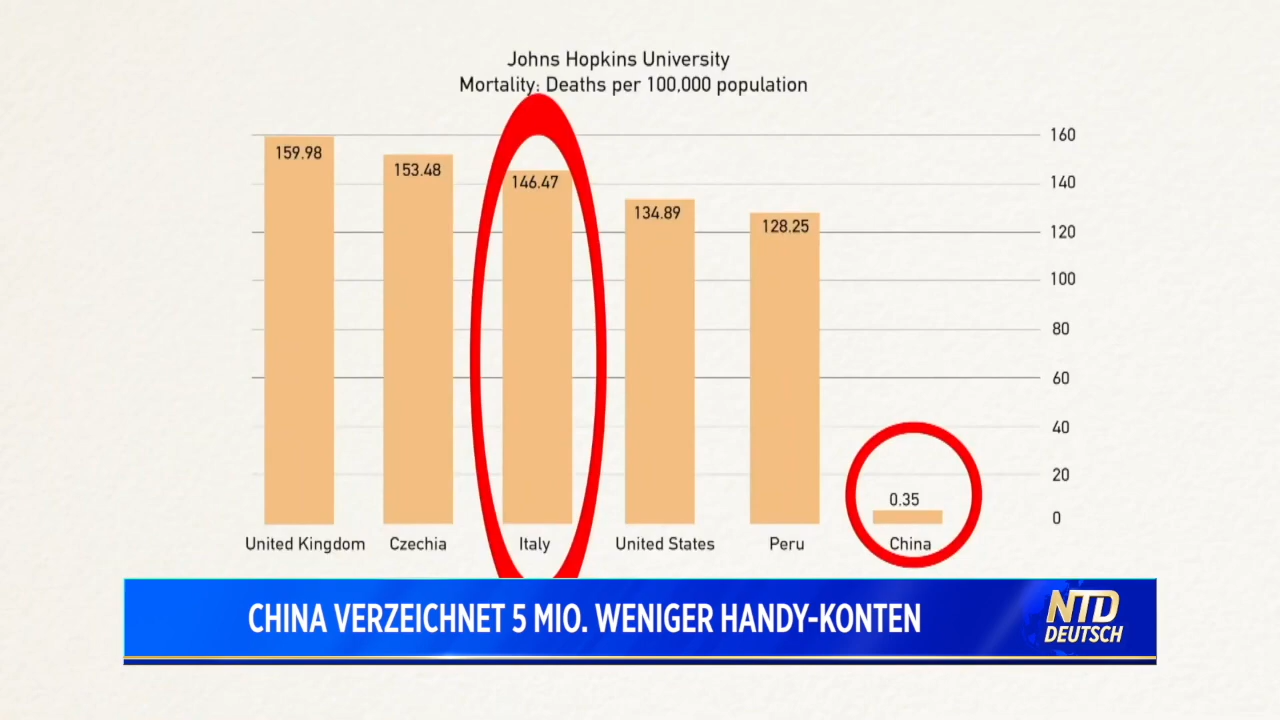 Johns Hopkins University
Mortality: Deaths per 100,000 population
159.98
153.48
146.47
134.89
128.25
0.35
160
140
120
100
80
60
40
20
0
United Kingdom
Czechia
Italy
United States
Peru
China
CHINA VERZEICHNET 5 MIO. WENIGER HANDY-KONTEN
NTD
DEUTSCH